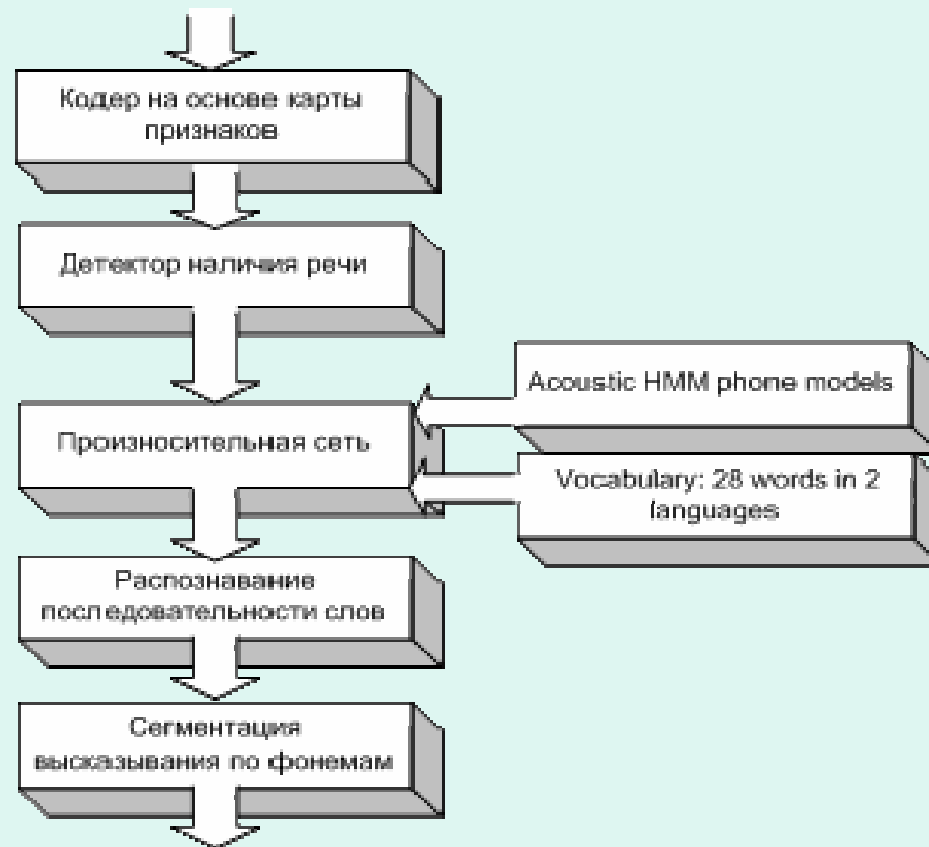 Кодер на основе карты
признаков
Детектор наличия речи
Произносительная сеть
Acoustic HMM phone models
Vocabulary: 28 words in 2
languages
Распознавание
последовательности слов
Сегментация
высказывания по фонемам